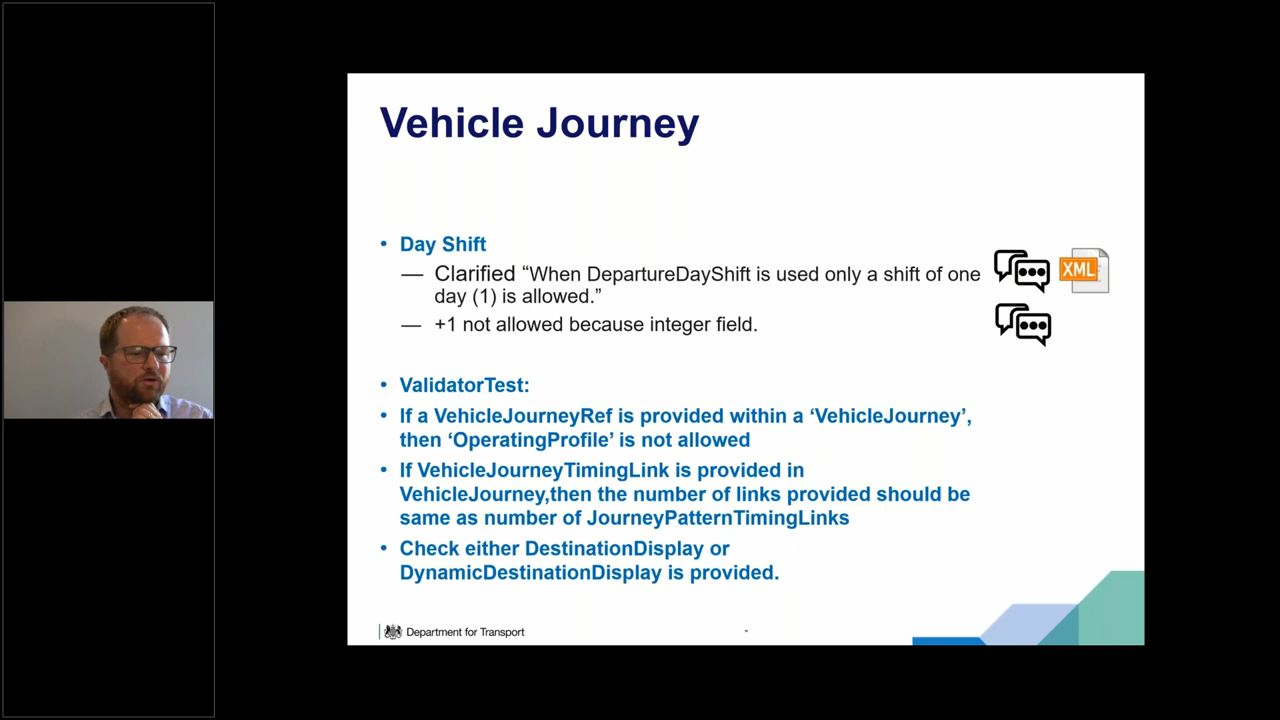 Vehicle Journey
• Day Shift
— Clarified “When DepartureDayShift is used only a shift of one
day (1) is allowed.”
— +1 not allowed because integer field.
XML
• ValidatorTest:
• If a VehicleJourneyRef is provided within a ‘VehicleJourney’,
then ‘OperatingProfile’ is not allowed
• If VehicleJourneyTimingLink is provided in
VehicleJourney,then the number of links provided should be
same as number of JourneyPatternTimingLinks
• Check either DestinationDisplay or
DynamicDestinationDisplay is provided.
Department for Transport